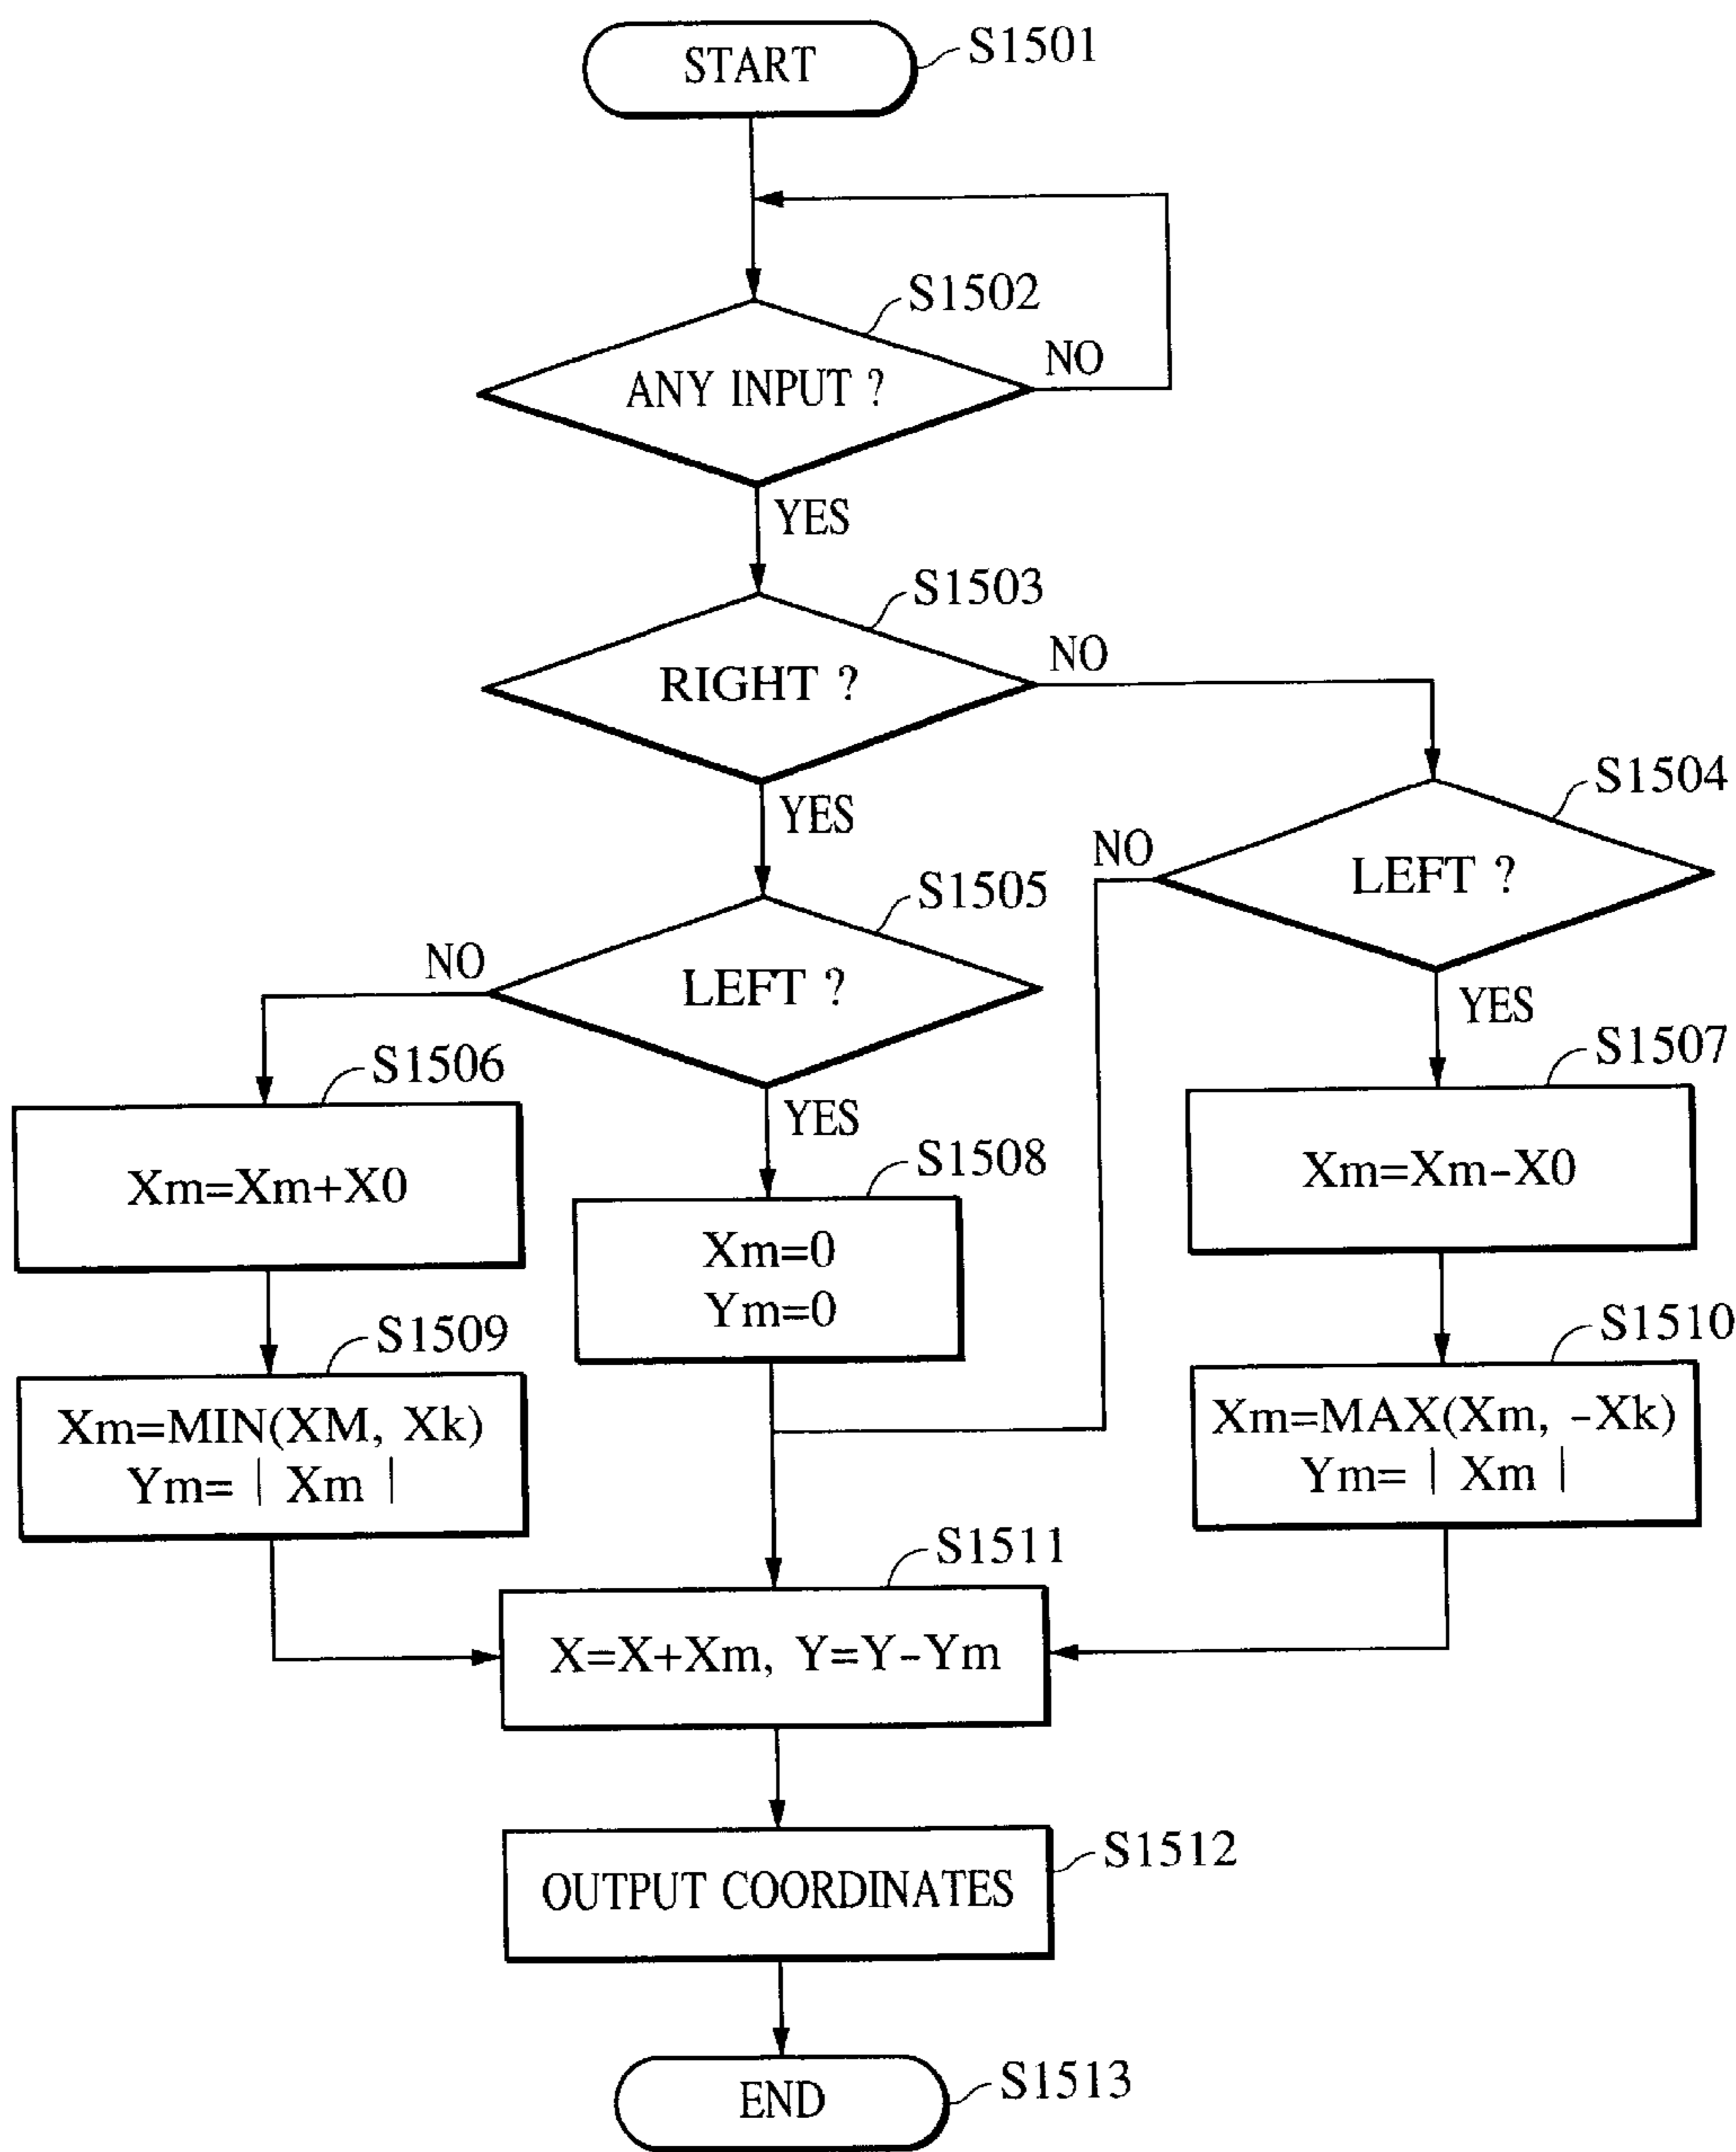 START
S1501
S1502
ANY INPUT ?
NO
YES
S1503
RIGHT ?
NO
YES
S1504
LEFT ?
NO
YES
S1505
LEFT ?
NO
YES
S1506
Xm=Xm+X0
S1507
Xm=Xm-X0
S1508
Xm=0
Ym=0
S1509
Xm=MIN(XM, Xk)
Ym= | Xm |
S1510
Xm=MAX(Xm, -Xk)
Ym= | Xm |
S1511
X=X+Xm, Y=Y-Ym
S1512
OUTPUT COORDINATES
END
S1513